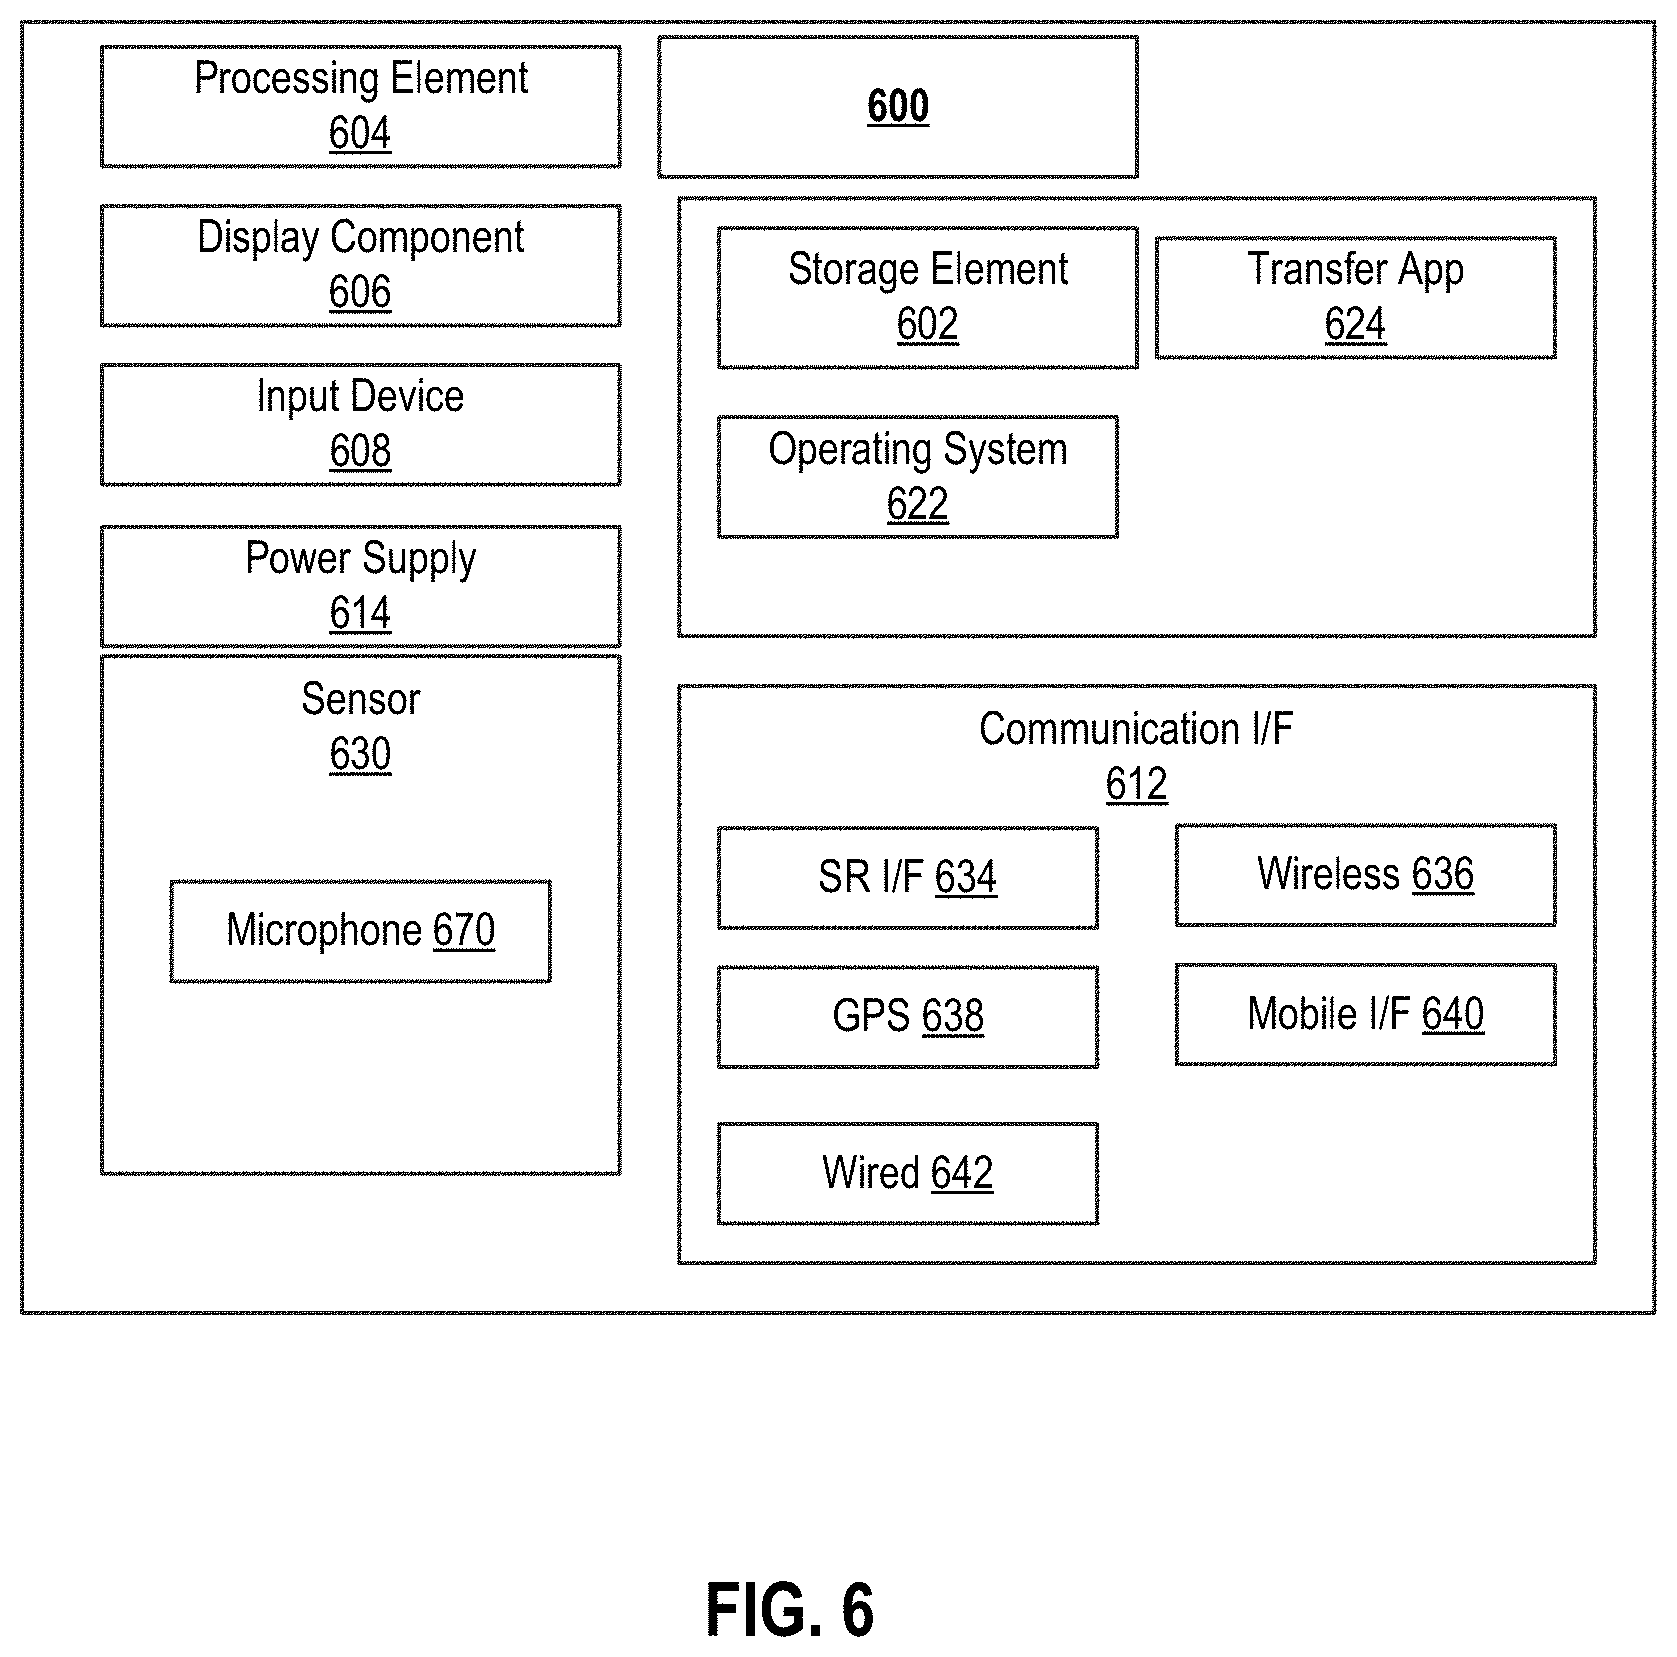 Processing Element
604
600
Display Component
606
Input Device
608
Power Supply
614
Sensor
630
Microphone 670
Storage Element
602
Transfer App
624
Operating System
622
Communication I/F
612
SR I/F 634
Wireless 636
GPS 638
Mobile I/F 640
Wired 642
FIG. 6